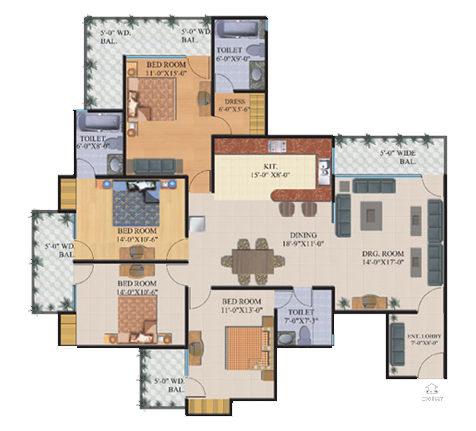 5'-0" WD.
BAL.
TOILET
6'-0"X9'-0"
BED ROOM
11'-0"X15'-0"
DRESS
6'-0"X5'-6"
TOILET
6'-0"X8'-0"
5'-0" WIDE
BAL.
KIT.
15'-0" X8'-0"
BED ROOM
14'-0"X10'-6"
5'-0" WD.
BAL.
DINING
18'-9"X11'-0"
DRG. ROOM
14'-0"X17'-0"
BED ROOM
14'-0"X10'-6"
BED ROOM
11'-0"X13'-0"
TOILET
7'-0"X7'-3"
ENT. LOBBY
7'-0"X8'-0"
5'-0" WD.
BAL.